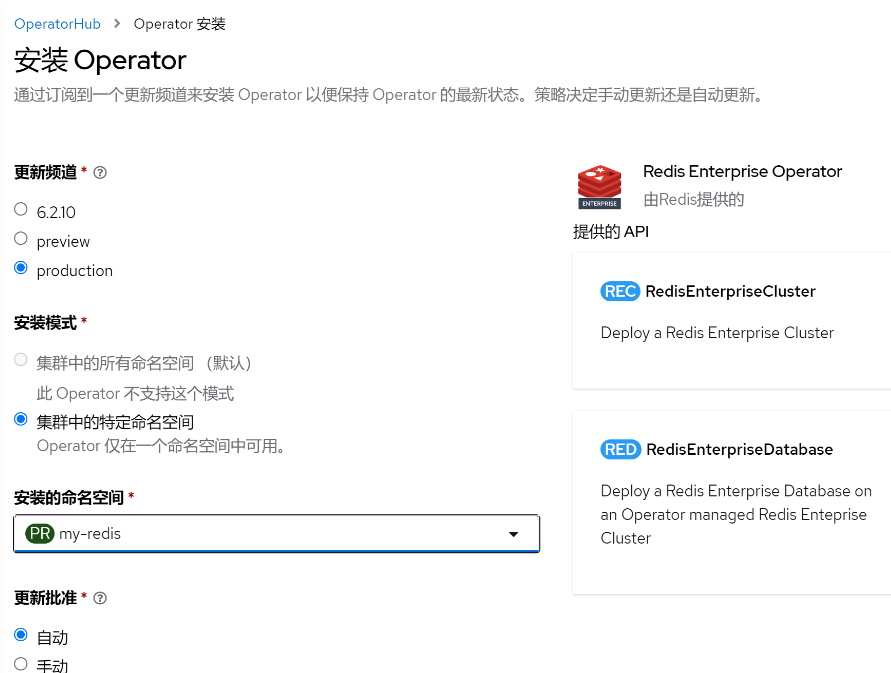 OperatorHub > Operator 安装
安装 Operator
通过订阅到一个更新频道来安装 Operator 以便保持 Operator 的最新状态。策略决定手动更新还是自动更新。
更新频道 *
6.2.10
preview
production
安装模式 *
集群中的所有命名空间 （默认）
此 Operator 不支持这个模式
集群中的特定命名空间
Operator 仅在一个命名空间中可用。
安装的命名空间 *
PR my-redis
更新批准 *
自动
手动
ENTERPRISE
Redis Enterprise Operator
由Redis提供的
提供的 API
REC RedisEnterpriseCluster
Deploy a Redis Enterprise Cluster
RED RedisEnterpriseDatabase
Deploy a Redis Enterprise Database on
an Operator managed Redis Enteprise
Cluster